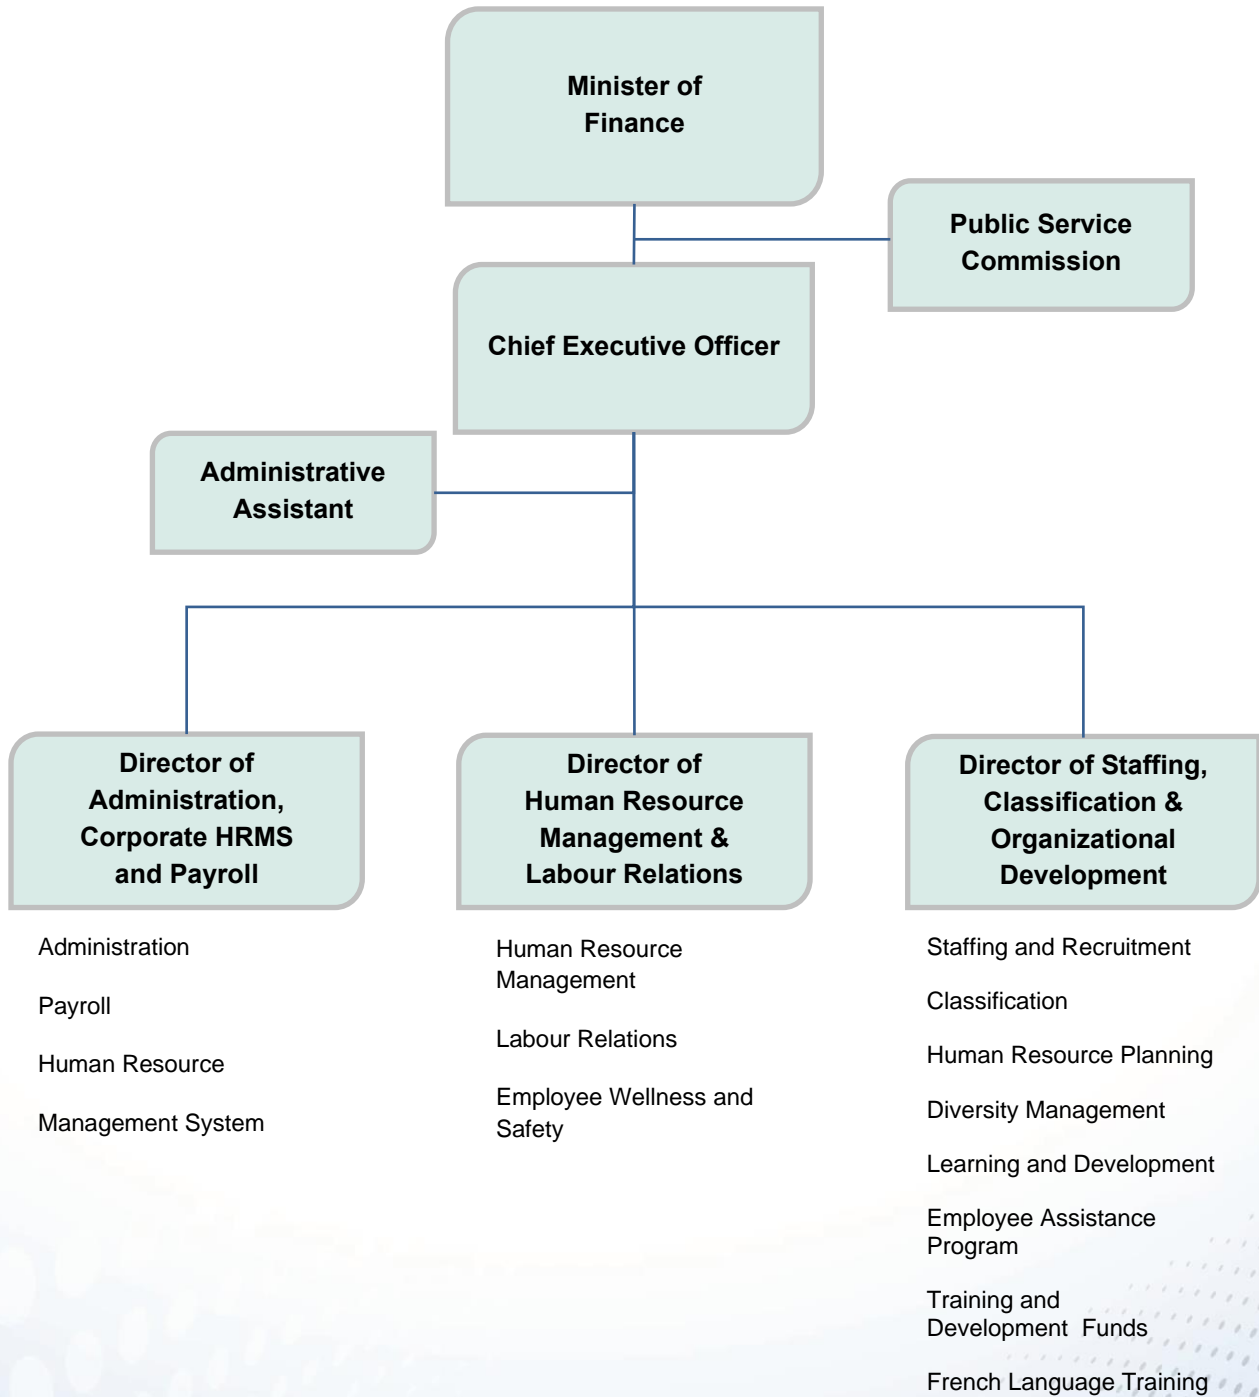 Minister of
Finance
Public Service
Commission
Chief Executive Officer
Administrative
Assistant
Director of
Administration,
Corporate HRMS
and Payroll
Administration
Payroll
Human Resource
Management System
Director of
Human Resource
Management &
Labour Relations
Human Resource
Management
Labour Relations
Employee Wellness and
Safety
Director of Staffing,
Classification &
Organizational
Development
Staffing and Recruitment
Classification
Human Resource Planning
Diversity Management
Learning and Development
Employee Assistance
Program
Training and
Development  Funds
French Language Training